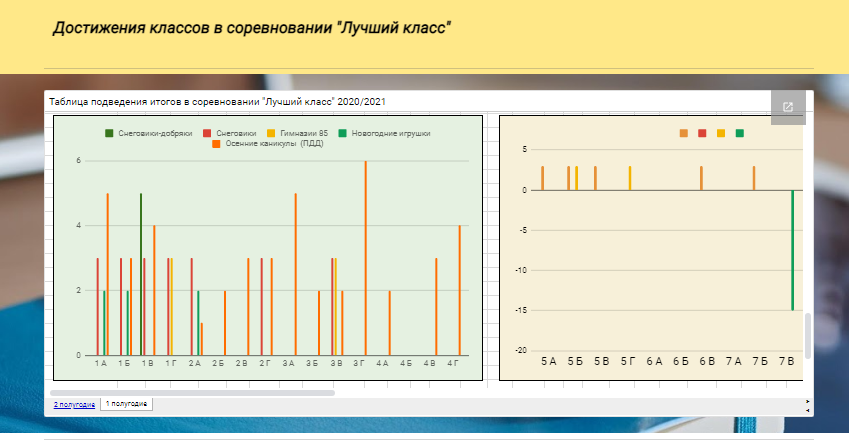 Достижения классов в соревновании "Лучший класс"
Таблица подведения итогов в соревновании "Лучший класс" 2020/2021
Снеговики-добряки Снеговики Гимназии 85 Новогодние игрушки
Осенние каникулы (ПДД)
6
4
2
0
1 А 1 Б 1 В 1 Г 2 А 2 Б 2 В 2 Г 3 А 3 Б 3 В 3 Г 4 А 4 Б 4 В 4 Г
5
0
-5
-10
-15
-20
5 А 5 Б 5 В 5 Г 6 А 6 Б 6 В 7 А 7 Б 7 В
2 полугодие 1 полугодие